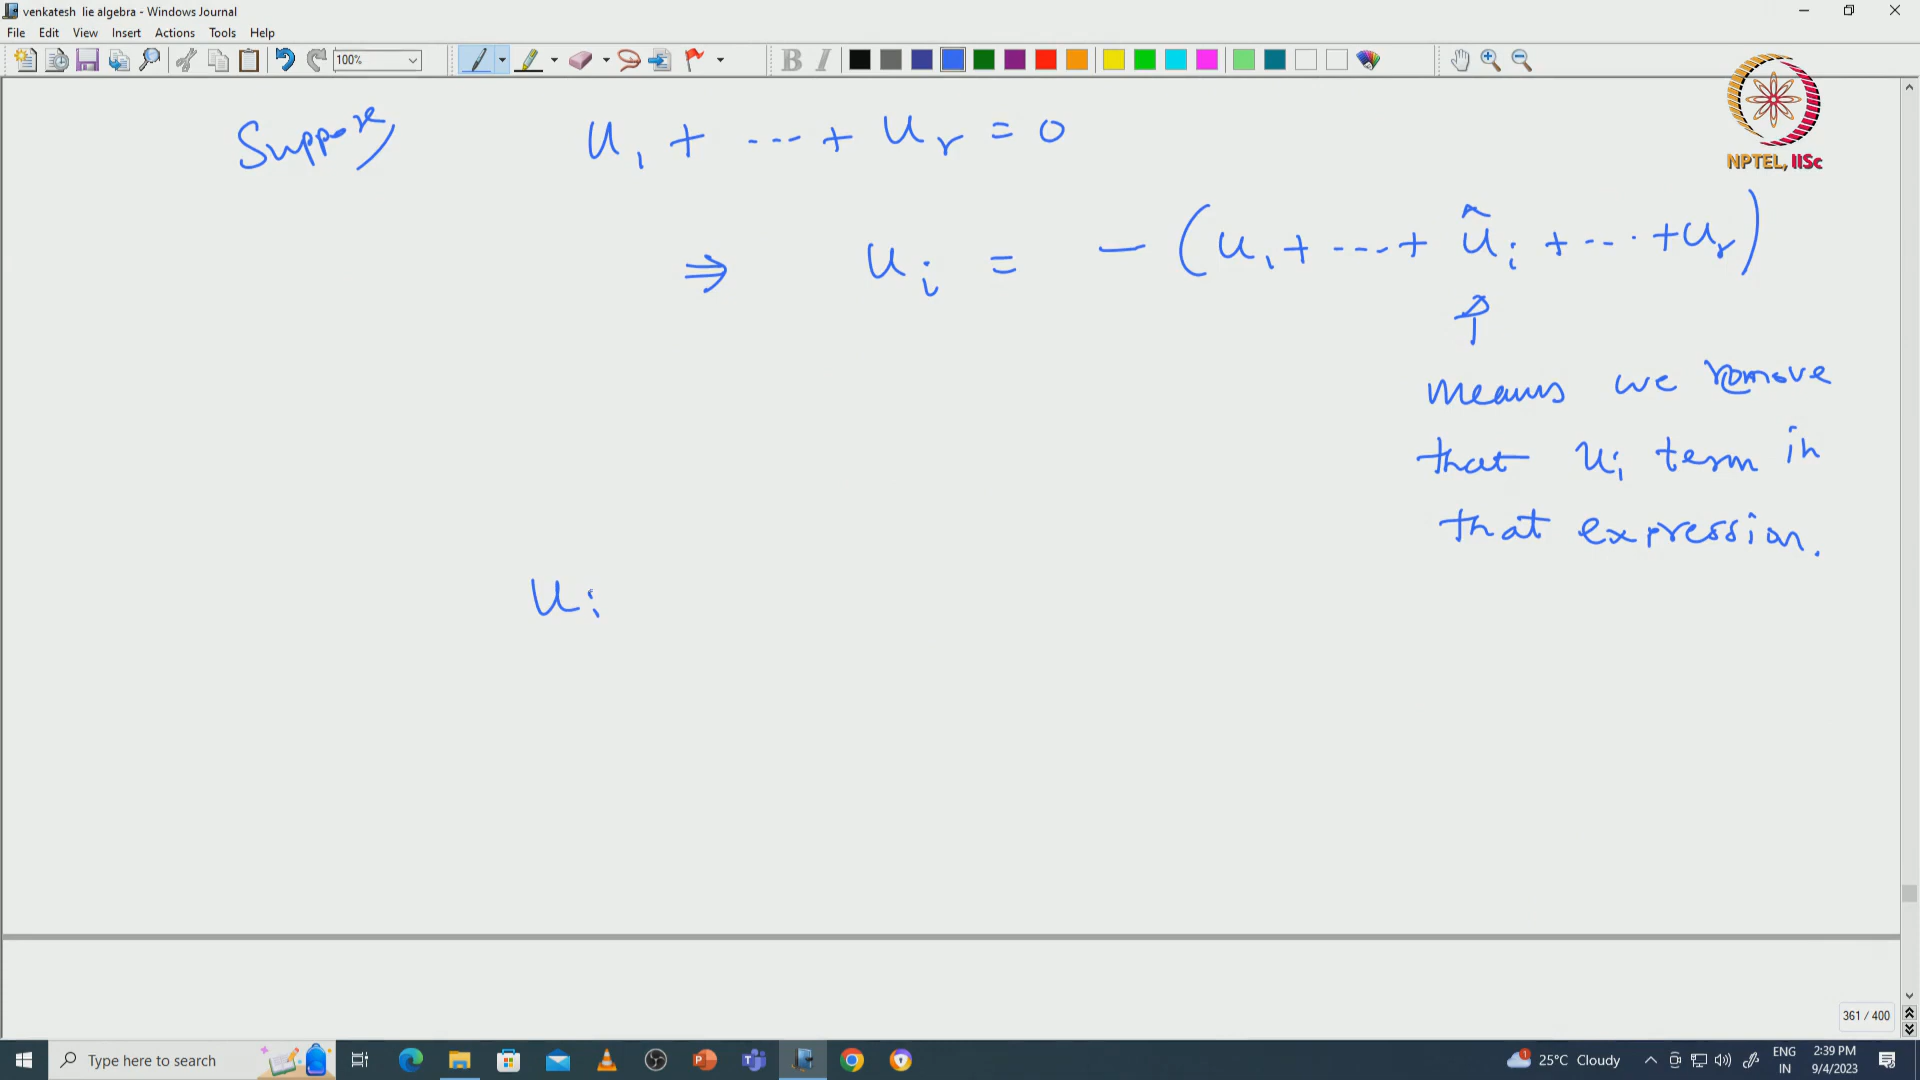 venkatesh lie algebra - Windows Journal
File Edit View Insert Actions Tools Help
100%
B I
NPTEL, IISc
Suppose, u₁ + --- + uᵣ = 0
⇒ uᵢ = - (u₁ + --- + ûᵢ + --- + uᵣ)
↑
means we remove
that uᵢ term in
that expression.
uᵢ
361 / 400
Type here to search
25°C Cloudy
ENG
IN
2:39 PM
9/4/2023